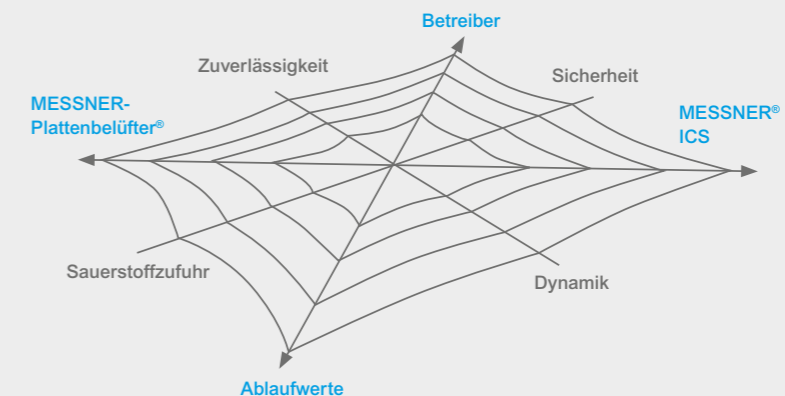 Betreiber
Zuverlässigkeit
Sicherheit
MESSNER-
Plattenbelüfter®
MESSNER®
ICS
Sauerstoffzufuhr
Dynamik
Ablaufwerte